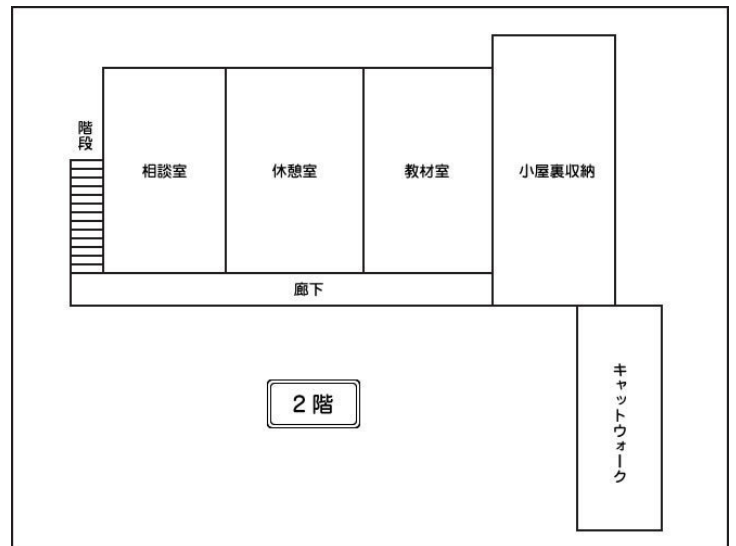 階段
相談室
休憩室
教材室
小屋裏収納
廊下
2階
キャットウォーク